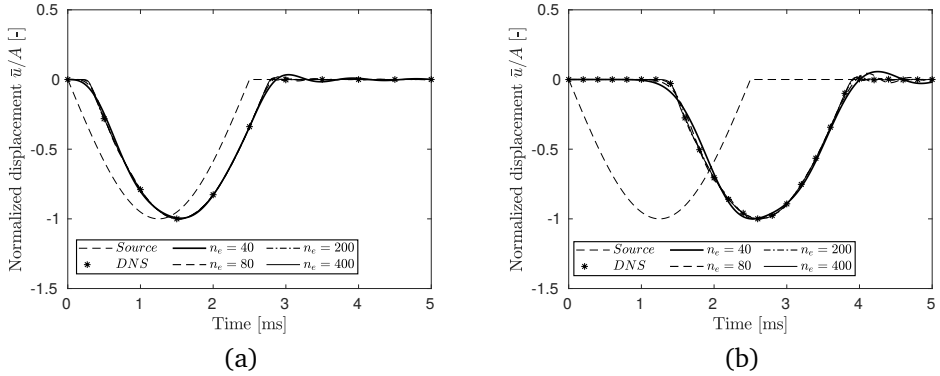 0.5
0
-0.5
-1
-1.5
Normalized displacement ū/A [-]
Source
DNS
n_e = 40
n_e = 80
n_e = 200
n_e = 400
0 1 2 3 4 5
Time [ms]
(a)
0.5
0
-0.5
-1
-1.5
Normalized displacement ū/A [-]
Source
DNS
n_e = 40
n_e = 80
n_e = 200
n_e = 400
0 1 2 3 4 5
Time [ms]
(b)